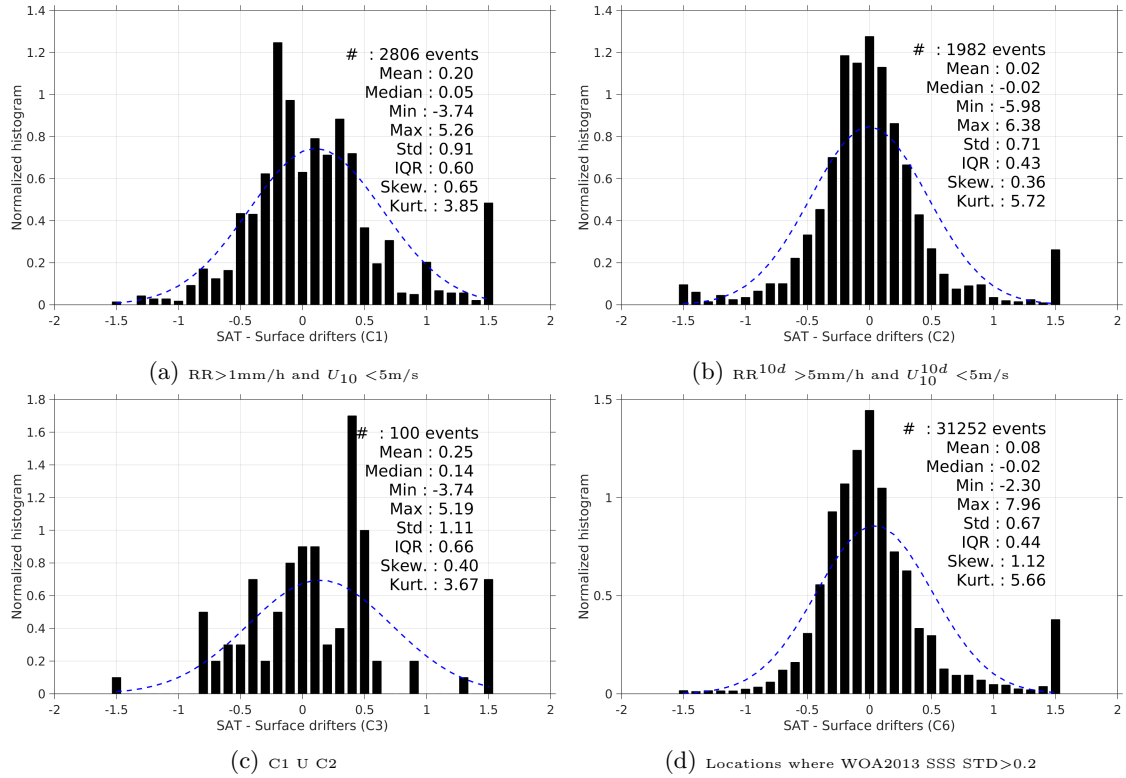 1.4
1.2
1
0.8
0.6
0.4
0.2
0
-2
-1.5
-1
-0.5
0
0.5
1
1.5
2
Normalized histogram
SAT - Surface drifters (C1)
# : 2806 events
Mean : 0.20
Median : 0.05
Min : -3.74
Max : 5.26
Std : 0.91
IQR : 0.60
Skew. : 0.65
Kurt. : 3.85
(a) RR>1mm/h and U10 <5m/s
1.4
1.2
1
0.8
0.6
0.4
0.2
0
-2
-1.5
-1
-0.5
0
0.5
1
1.5
2
Normalized histogram
SAT - Surface drifters (C2)
# : 1982 events
Mean : 0.02
Median : -0.02
Min : -5.98
Max : 6.38
Std : 0.71
IQR : 0.43
Skew. : 0.36
Kurt. : 5.72
(b) RR10d >5mm/h and U10d10 <5m/s
1.8
1.6
1.4
1.2
1
0.8
0.6
0.4
0.2
0
-2
-1.5
-1
-0.5
0
0.5
1
1.5
2
Normalized histogram
SAT - Surface drifters (C3)
# : 100 events
Mean : 0.25
Median : 0.14
Min : -3.74
Max : 5.19
Std : 1.11
IQR : 0.66
Skew. : 0.40
Kurt. : 3.67
(c) C1 U C2
1.5
1
0.5
0
-2
-1.5
-1
-0.5
0
0.5
1
1.5
2
Normalized histogram
SAT - Surface drifters (C6)
# : 31252 events
Mean : 0.08
Median : -0.02
Min : -2.30
Max : 7.96
Std : 0.67
IQR : 0.44
Skew. : 1.12
Kurt. : 5.66
(d) Locations where WOA2013 SSS STD>0.2